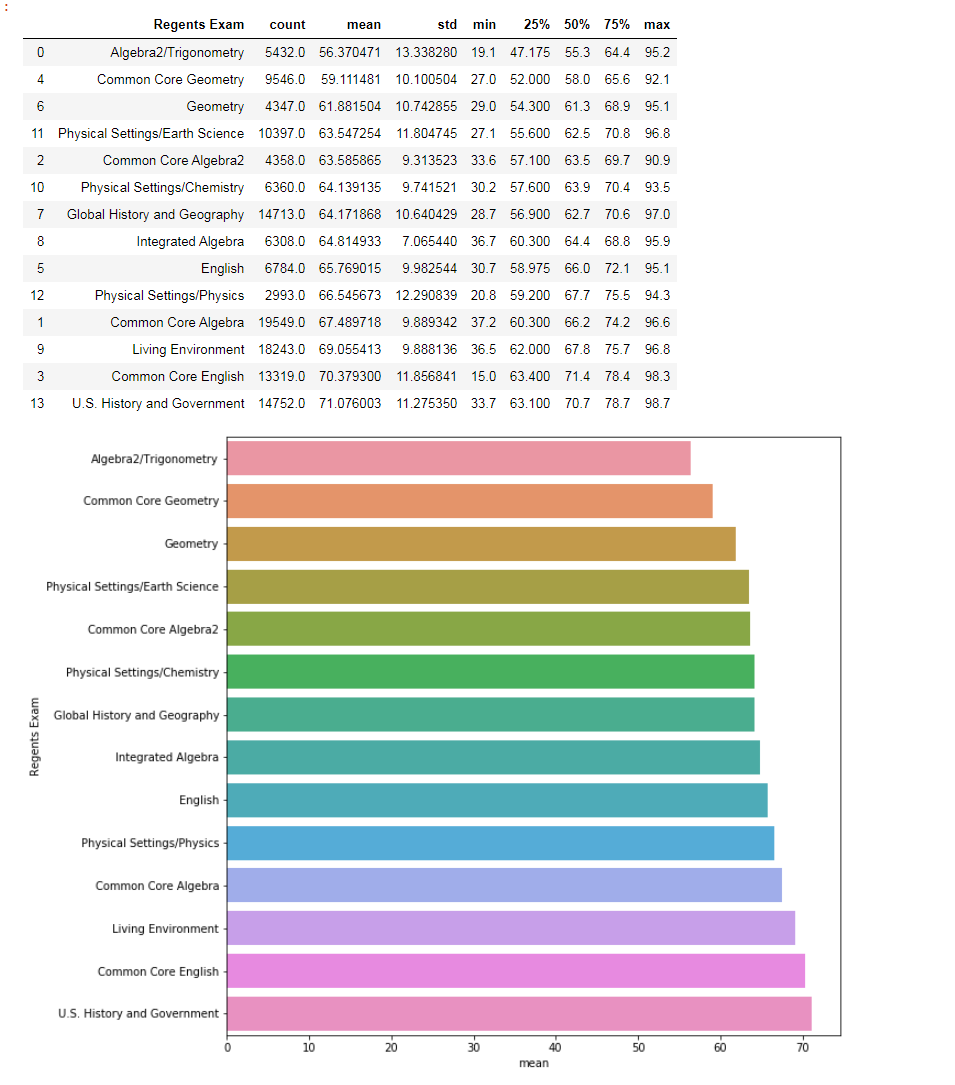 :
Regents Exam count mean std min 25% 50% 75% max
0 Algebra2/Trigonometry 5432.0 56.370471 13.338280 19.1 47.175 55.3 64.4 95.2
4 Common Core Geometry 9546.0 59.111481 10.100504 27.0 52.000 58.0 65.6 92.1
6 Geometry 4347.0 61.881504 10.742855 29.0 54.300 61.3 68.9 95.1
11 Physical Settings/Earth Science 10397.0 63.547254 11.804745 27.1 55.600 62.5 70.8 96.8
2 Common Core Algebra2 4358.0 63.585865 9.313523 33.6 57.100 63.5 69.7 90.9
10 Physical Settings/Chemistry 6360.0 64.139135 9.741521 30.2 57.600 63.9 70.4 93.5
7 Global History and Geography 14713.0 64.171868 10.640429 28.7 56.900 62.7 70.6 97.0
8 Integrated Algebra 6308.0 64.814933 7.065440 36.7 60.300 64.4 68.8 95.9
5 English 6784.0 65.769015 9.982544 30.7 58.975 66.0 72.1 95.1
12 Physical Settings/Physics 2993.0 66.545673 12.290839 20.8 59.200 67.7 75.5 94.3
1 Common Core Algebra 19549.0 67.489718 9.889342 37.2 60.300 66.2 74.2 96.6
9 Living Environment 18243.0 69.055413 9.888136 36.5 62.000 67.8 75.7 96.8
3 Common Core English 13319.0 70.379300 11.856841 15.0 63.400 71.4 78.4 98.3
13 U.S. History and Government 14752.0 71.076003 11.275350 33.7 63.100 70.7 78.7 98.7
Algebra2/Trigonometry
Common Core Geometry
Geometry
Physical Settings/Earth Science
Common Core Algebra2
Physical Settings/Chemistry
Global History and Geography
Integrated Algebra
English
Physical Settings/Physics
Common Core Algebra
Living Environment
Common Core English
U.S. History and Government
Regents Exam
0 10 20 30 40 50 60 70
mean